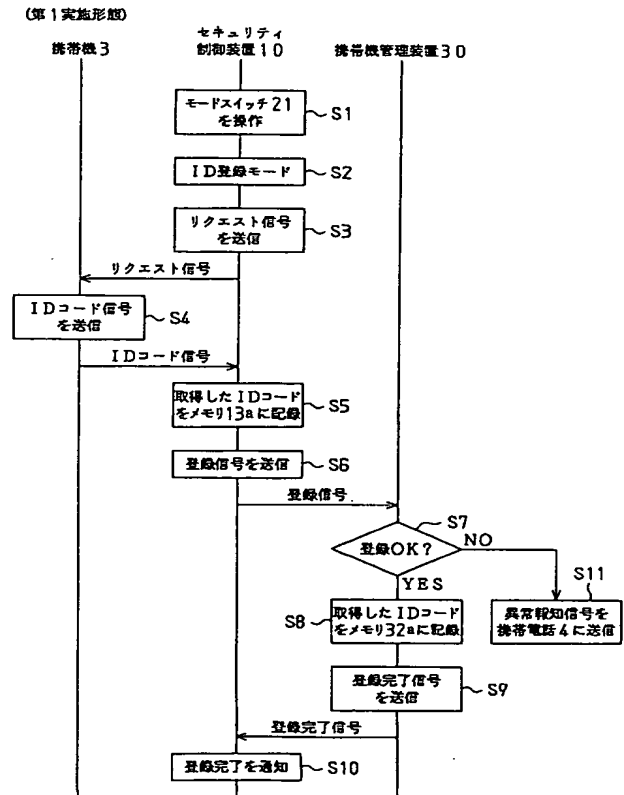 (第1実施形態)
携帯機3
セキュリティ
制御装置10
携帯機管理装置30
モードスイッチ21
を操作
S1
ID登録モード
S2
リクエスト信号
を送信
S3
リクエスト信号
IDコード信号
を送信
S4
IDコード信号
取得したIDコード
をメモリ13aに記録
S5
登録信号を送信
S6
登録信号
S7
登録OK?
NO
YES
S11
S8
取得したIDコード
をメモリ32aに記録
異常報知信号を
携帯電話4に送信
登録完了信号
を送信
S9
登録完了信号
登録完了を通知
S10